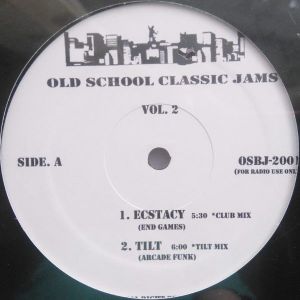 OLD SCHOOL CLASSIC JAMS
VOL. 2
SIDE. A
OSBJ-2001
(FOR RADIO USE ONL
1. ECSTACY 5:30 *CLUB MIX
(END GAMES)
2. TILT 6:00 *TILT MIX
(ARCADE FUNK)